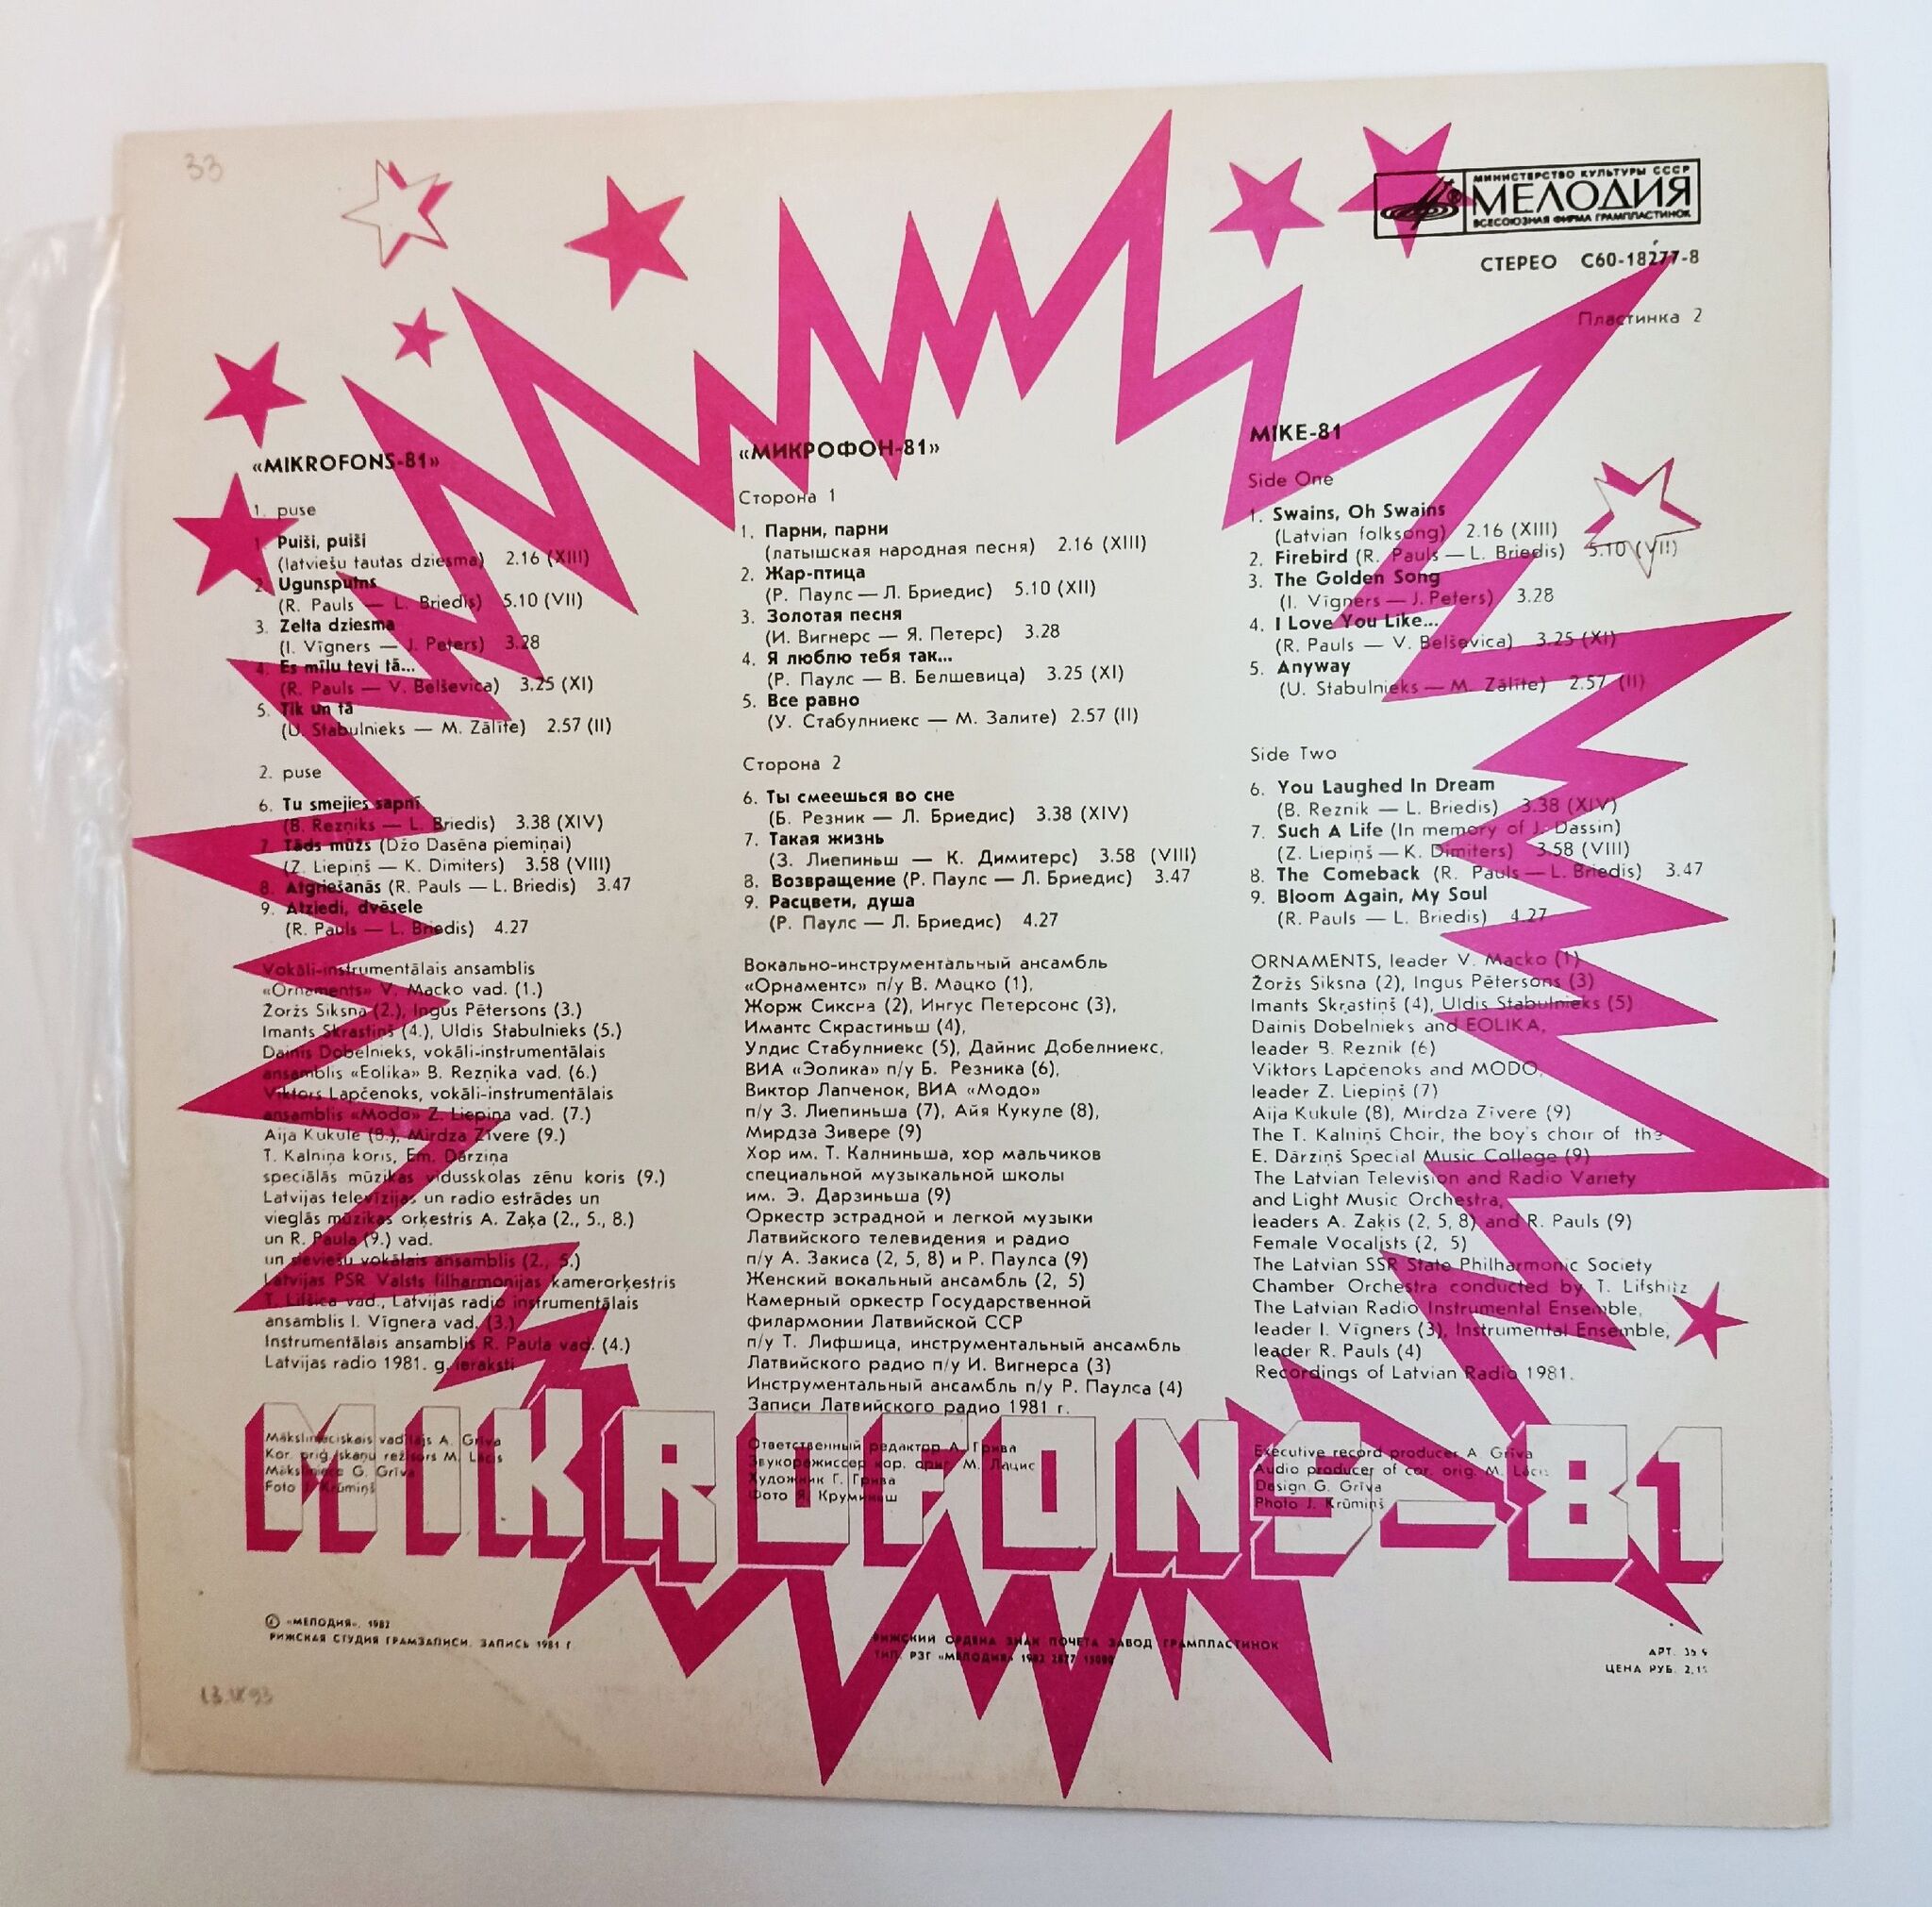 33
МИНИСТЕРСТВО КУЛЬТУРЫ СССР
МЕЛОДИЯ
ВСЕСОЮЗНАЯ ФИРМА ГРАМПЛАСТИНОК
СТЕРЕО С60-18277-8
Пластинка 2
«MIKROFONS-81»
1. puse
1. Puiši, puiši
(latviešu tautas dziesma) 2.16 (XIII)
2. Ugunsputns
(R. Pauls — L. Briedis) 5.10 (VII)
3. Zelta dziesma
(I. Vīgners — J. Peters) 3.28
4. Es mīlu tevi tā...
(R. Pauls — V. Belševica) 3.25 (XI)
5. Tik un tā
(U. Stabulnieks — M. Zālīte) 2.57 (II)
2. puse
6. Tu smejies sapnī
(B. Rezņiks — L. Briedis) 3.38 (XIV)
7. Tāds mūžs (Džo Dasēna piemiņai)
(Z. Liepiņš — K. Dimiters) 3.58 (VIII)
8. Atgriešanās (R. Pauls — L. Briedis) 3.47
9. Atziedi, dvēsele
(R. Pauls — L. Briedis) 4.27
Vokāli-instrumentālais ansamblis
«Ornaments» V. Macko vad. (1.)
Žoržs Siksna (2.), Ingus Pētersons (3.)
Imants Skrastiņš (4.), Uldis Stabulnieks (5.)
Dainis Dobelnieks, vokāli-instrumentālais
ansamblis «Eolika» B. Rezņika vad. (6.)
Viktors Lapčenoks, vokāli-instrumentālais
ansamblis «Modo» Z. Liepiņa vad. (7.)
Aija Kukule (8.), Mirdza Zīvere (9.)
T. Kalniņa koris, Em. Dārziņa
speciālās mūzikas vidusskolas zēnu koris (9.)
Latvijas televīzijas un radio estrādes un
vieglās mūzikas orķestris A. Zaķa (2., 5., 8.)
un R. Paula (9.) vad.
un sieviešu vokālais ansamblis (2., 5.)
Latvijas PSR Valsts filharmonijas kamerorķestris
T. Lifšica vad., Latvijas radio instrumentālais
ansamblis I. Vīgnera vad. (3.)
Instrumentālais ansamblis R. Paula vad. (4.)
Latvijas radio 1981. g. ieraksti
«МИКРОФОН-81»
Сторона 1
1. Парни, парни
(латышская народная песня) 2.16 (XIII)
2. Жар-птица
(Р. Паулс — Л. Бриедис) 5.10 (XII)
3. Золотая песня
(И. Вигнерс — Я. Петерс) 3.28
4. Я люблю тебя так...
(Р. Паулс — В. Белшевица) 3.25 (XI)
5. Все равно
(У. Стабулниекс — М. Залите) 2.57 (II)
Сторона 2
6. Ты смеешься во сне
(Б. Резник — Л. Бриедис) 3.38 (XIV)
7. Такая жизнь
(З. Лиепиньш — К. Димитерс) 3.58 (VIII)
8. Возвращение (Р. Паулс — Л. Бриедис) 3.47
9. Расцвети, душа
(Р. Паулс — Л. Бриедис) 4.27
Вокально-инструментальный ансамбль
«Орнаментс» п/у В. Мацко (1),
Жорж Сиксна (2), Ингус Петерсонс (3),
Имантс Скрастиньш (4),
Улдис Стабулниекс (5), Дайнис Добелниекс,
ВИА «Эолика» п/у Б. Резника (6),
Виктор Лапченок, ВИА «Модо»
п/у З. Лиепиньша (7), Айя Кукуле (8),
Мирдза Зивере (9)
Хор им. Т. Калниньша, хор мальчиков
специальной музыкальной школы
им. Э. Дарзиньша (9)
Оркестр эстрадной и легкой музыки
Латвийского телевидения и радио
п/у А. Закиса (2, 5, 8) и Р. Паулса (9)
Женский вокальный ансамбль (2, 5)
Камерный оркестр Государственной
филармонии Латвийской ССР
п/у Т. Лифшица, инструментальный ансамбль
Латвийского радио п/у И. Вигнерса (3)
Инструментальный ансамбль п/у Р. Паулса (4)
Записи Латвийского радио 1981 г.
MIKE-81
Side One
1. Swains, Oh Swains
(Latvian folksong) 2.16 (XIII)
2. Firebird (R. Pauls — L. Briedis) 5.10 (VII)
3. The Golden Song
(I. Vīgners — J. Peters) 3.28
4. I Love You Like...
(R. Pauls — V. Belševica) 3.25 (XI)
5. Anyway
(U. Stabulnieks — M. Zālīte) 2.57 (II)
Side Two
6. You Laughed In Dream
(B. Reznik — L. Briedis) 3.38 (XIV)
7. Such A Life (In memory of J. Dassin)
(Z. Liepiņš — K. Dimiters) 3.58 (VIII)
8. The Comeback (R. Pauls — L. Briedis) 3.47
9. Bloom Again, My Soul
(R. Pauls — L. Briedis) 4.27
ORNAMENTS, leader V. Macko (1)
Žoržs Siksna (2), Ingus Pētersons (3)
Imants Skrastiņš (4), Uldis Stabulnieks (5)
Dainis Dobelnieks and EOLIKA,
leader B. Reznik (6)
Viktors Lapčenoks and MODO,
leader Z. Liepiņš (7)
Aija Kukule (8), Mirdza Zīvere (9)
The T. Kalniņš Choir, the boy's choir of the
E. Dārziņš Special Music College (9)
The Latvian Television and Radio Variety
and Light Music Orchestra,
leaders A. Zaķis (2, 5, 8) and R. Pauls (9)
Female Vocalists (2, 5)
The Latvian SSR State Philharmonic Society
Chamber Orchestra conducted by T. Lifshitz
The Latvian Radio Instrumental Ensemble,
leader I. Vīgners (3), Instrumental Ensemble,
leader R. Pauls (4)
Recordings of Latvian Radio 1981.
MIKROFONS-81
Mākslinieciskais vadītājs A. Grīva
Kor. oriģ. skaņu režisors M. Lācis
Māksliniece G. Grīva
Foto J. Krūmiņš
Ответственный редактор А. Грива
Звукорежиссер кор. ориг. М. Лацис
Художник Г. Грива
Фото Я. Круминьш
Executive record producer A. Grīva
Audio producer of cor. orig. M. Lācis
Design G. Grīva
Photo J. Krūmiņš
«МЕЛОДИЯ», 1982
РИЖСКАЯ СТУДИЯ ГРАМЗАПИСИ. ЗАПИСЬ 1981 Г.
РИЖСКИЙ ОРДЕНА ЗНАК ПОЧЕТА ЗАВОД ГРАМПЛАСТИНОК
ТИП. РЗГ «МЕЛОДИЯ» 1982 2877 15000
АРТ.
ЦЕНА РУБ. 2,15